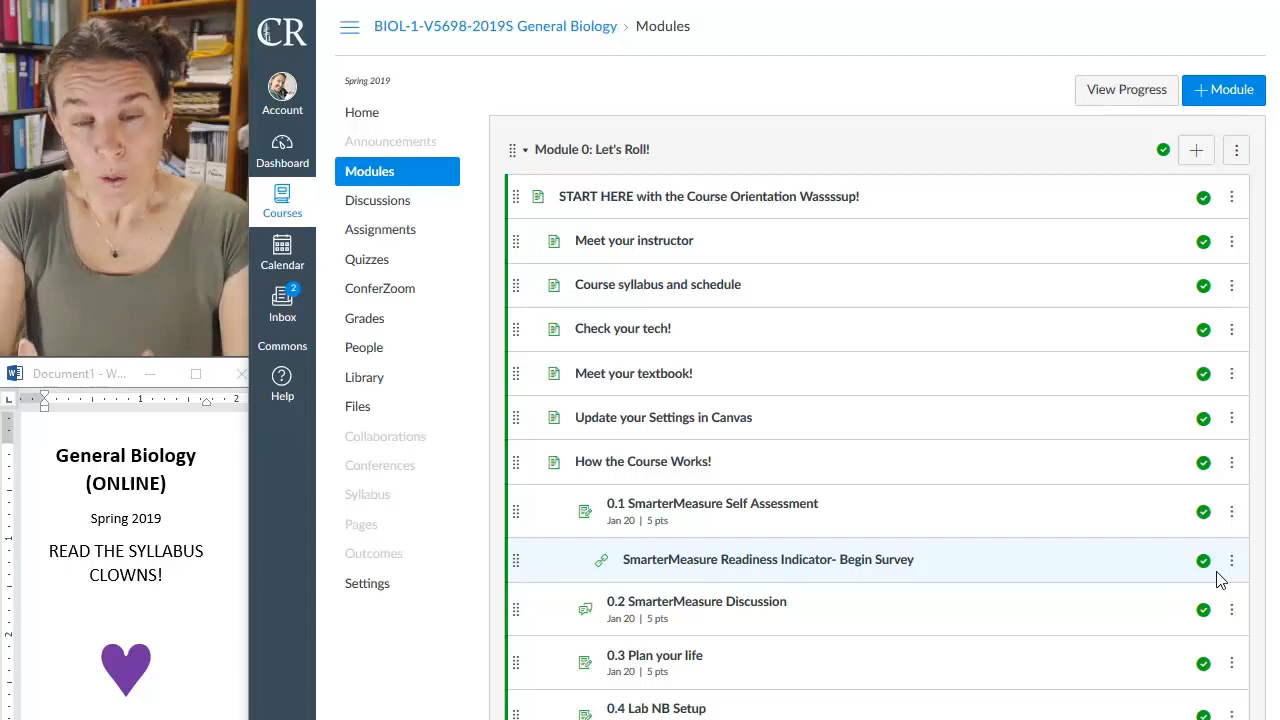 CR
Account
Dashboard
Courses
Calendar
2
Inbox
Commons
Help
BIOL-1-V5698-2019S General Biology › Modules
Spring 2019
Home
Announcements
Modules
Discussions
Assignments
Quizzes
ConferZoom
Grades
People
Library
Files
Collaborations
Conferences
Syllabus
Pages
Outcomes
Settings
View Progress
+ Module
Module 0: Let's Roll!
START HERE with the Course Orientation Wassssup!
Meet your instructor
Course syllabus and schedule
Check your tech!
Meet your textbook!
Update your Settings in Canvas
How the Course Works!
0.1 SmarterMeasure Self Assessment
Jan 20 | 5 pts
SmarterMeasure Readiness Indicator- Begin Survey
0.2 SmarterMeasure Discussion
Jan 20 | 5 pts
0.3 Plan your life
Jan 20 | 5 pts
0.4 Lab NB Setup
Document1 - W...
1 2
1
2
General Biology
(ONLINE)
Spring 2019
READ THE SYLLABUS
CLOWNS!